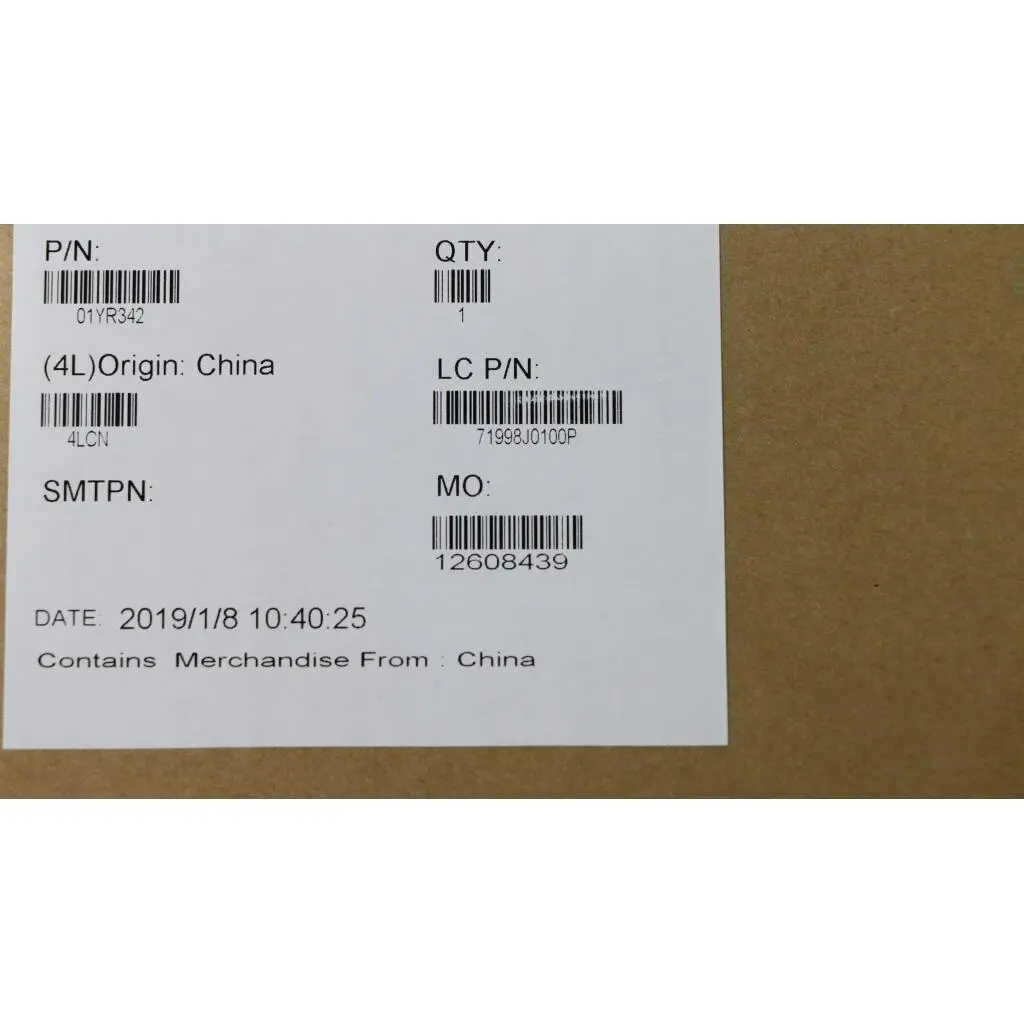 P/N:
01YR342
QTY:
1
(4L)Origin: China
4LCN
LC P/N:
71998J0100P
SMTPN:
MO:
12608439
DATE: 2019/1/8 10:40:25
Contains Merchandise From : China